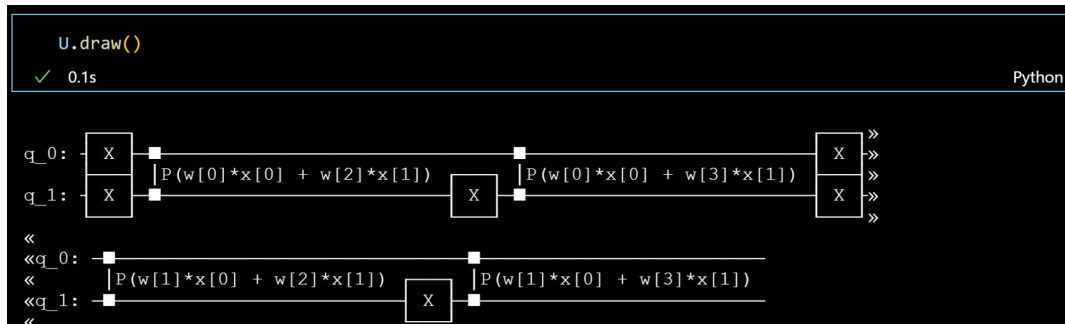 U.draw()
✓ 0.1s Python
»
q_0: X X »
P(w[0]*x[0] + w[2]*x[1]) P(w[0]*x[0] + w[3]*x[1]) »
q_1: X X X »
»
«
«q_0:
« P(w[1]*x[0] + w[2]*x[1]) P(w[1]*x[0] + w[3]*x[1])
«q_1: X
«